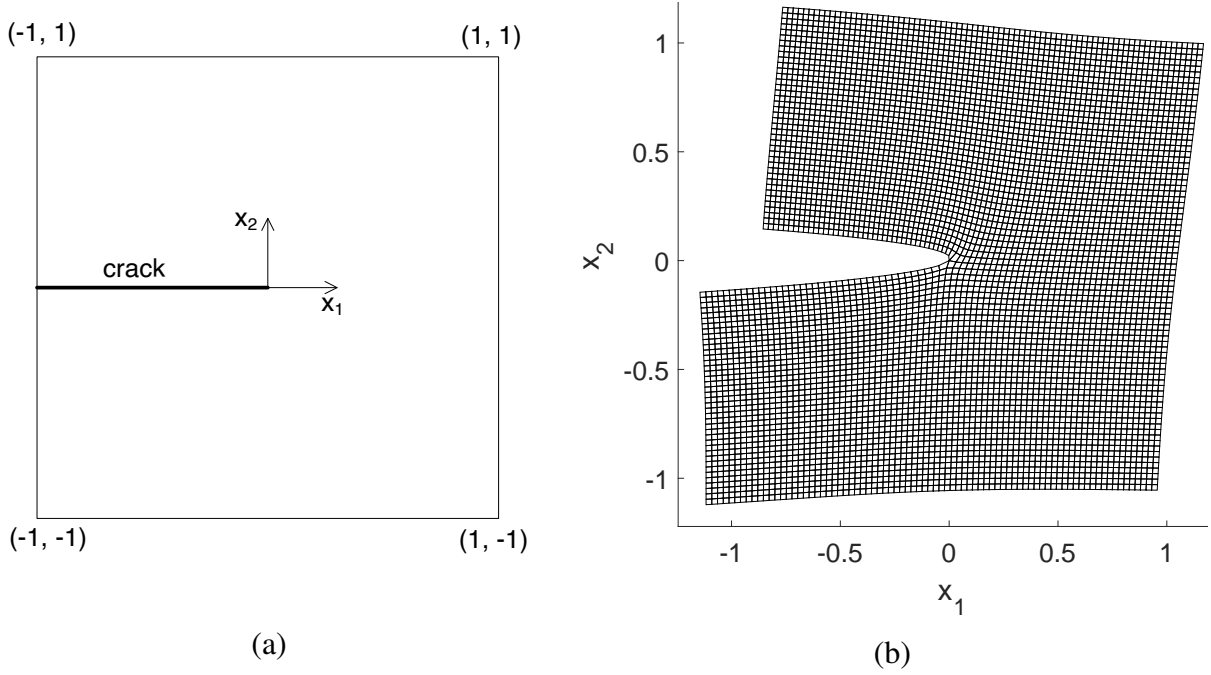 (-1, 1)
(1, 1)
x2
crack
x1
(-1, -1)
(1, -1)
(a)
1
0.5
0
-0.5
-1
x2
-1
-0.5
0
0.5
1
x1
(b)